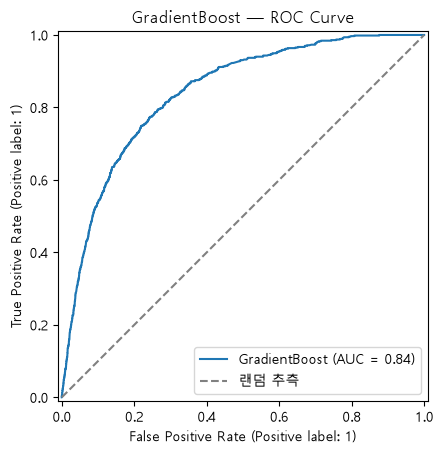 GradientBoost — ROC Curve
True Positive Rate (Positive label: 1)
1.0
0.8
0.6
0.4
0.2
0.0
0.0 0.2 0.4 0.6 0.8 1.0
False Positive Rate (Positive label: 1)
GradientBoost (AUC = 0.84)
랜덤 추측